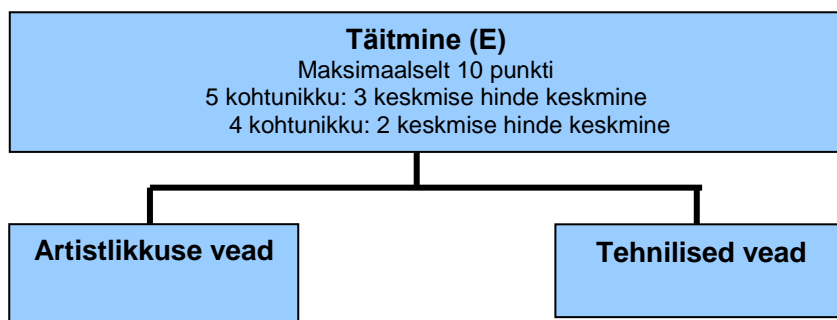 Täitmine (E)
Maksimaalselt 10 punkti
5 kohtunikku: 3 keskmise hinde keskmine
4 kohtunikku: 2 keskmise hinde keskmine
Artistlikkuse vead
Tehnilised vead